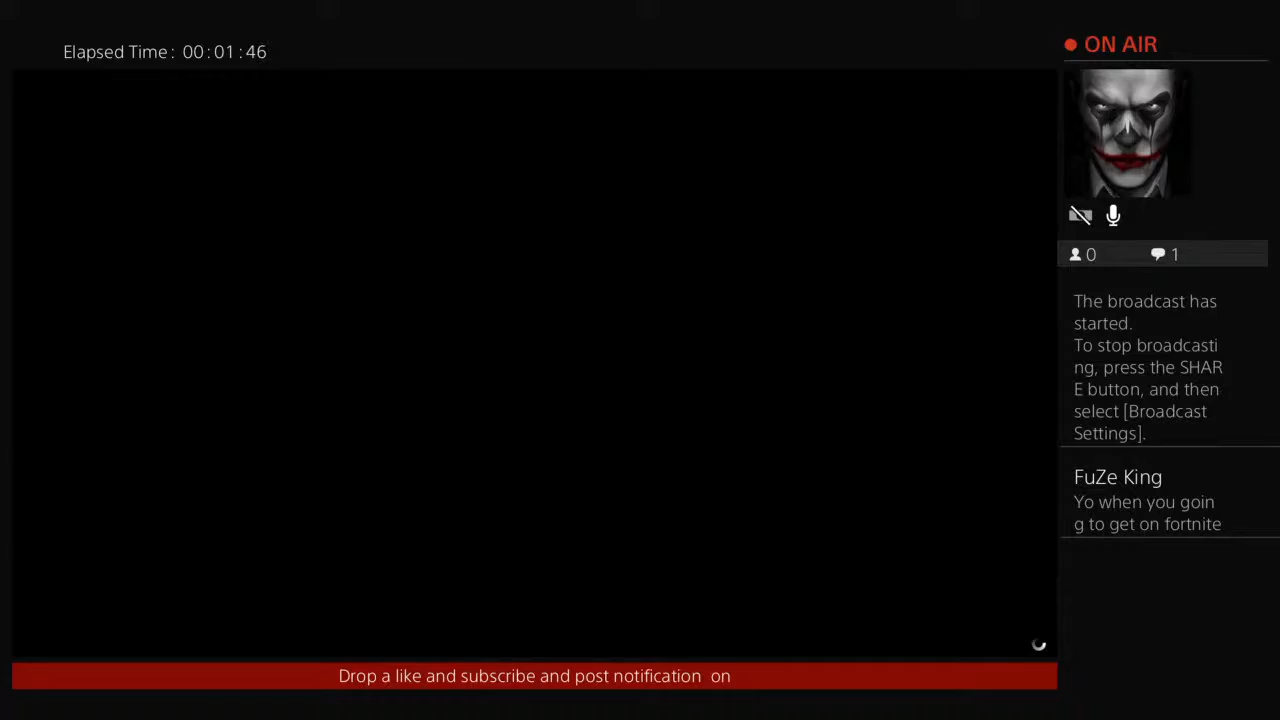 Elapsed Time: 00:01:46
ON AIR
0 1
The broadcast has
started.
To stop broadcasti
ng, press the SHAR
E button, and then
select [Broadcast
Settings].
FuZe King
Yo when you goin
g to get on fortnite
Drop a like and subscribe and post notification on